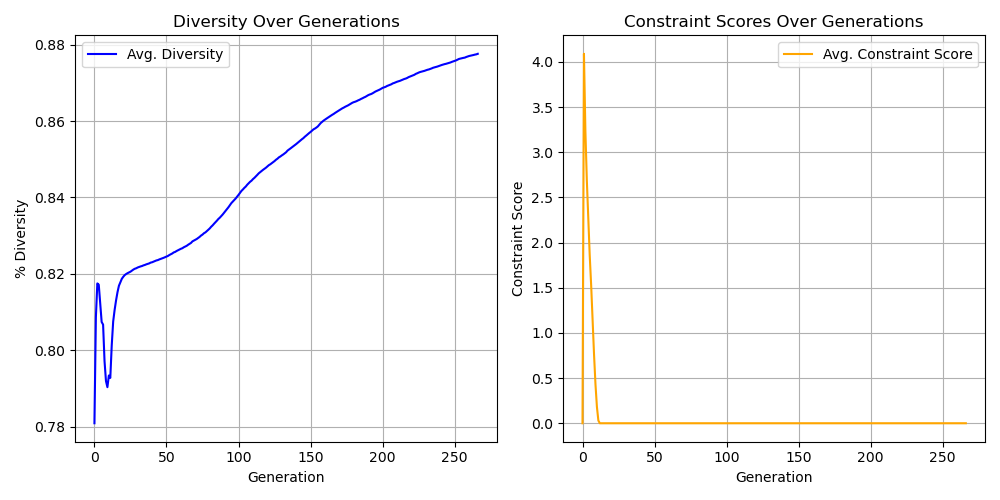 Diversity Over Generations
Avg. Diversity
% Diversity
0.88
0.86
0.84
0.82
0.80
0.78
0 50 100 150 200 250
Generation
Constraint Scores Over Generations
Avg. Constraint Score
Constraint Score
4.0
3.5
3.0
2.5
2.0
1.5
1.0
0.5
0.0
0 50 100 150 200 250
Generation